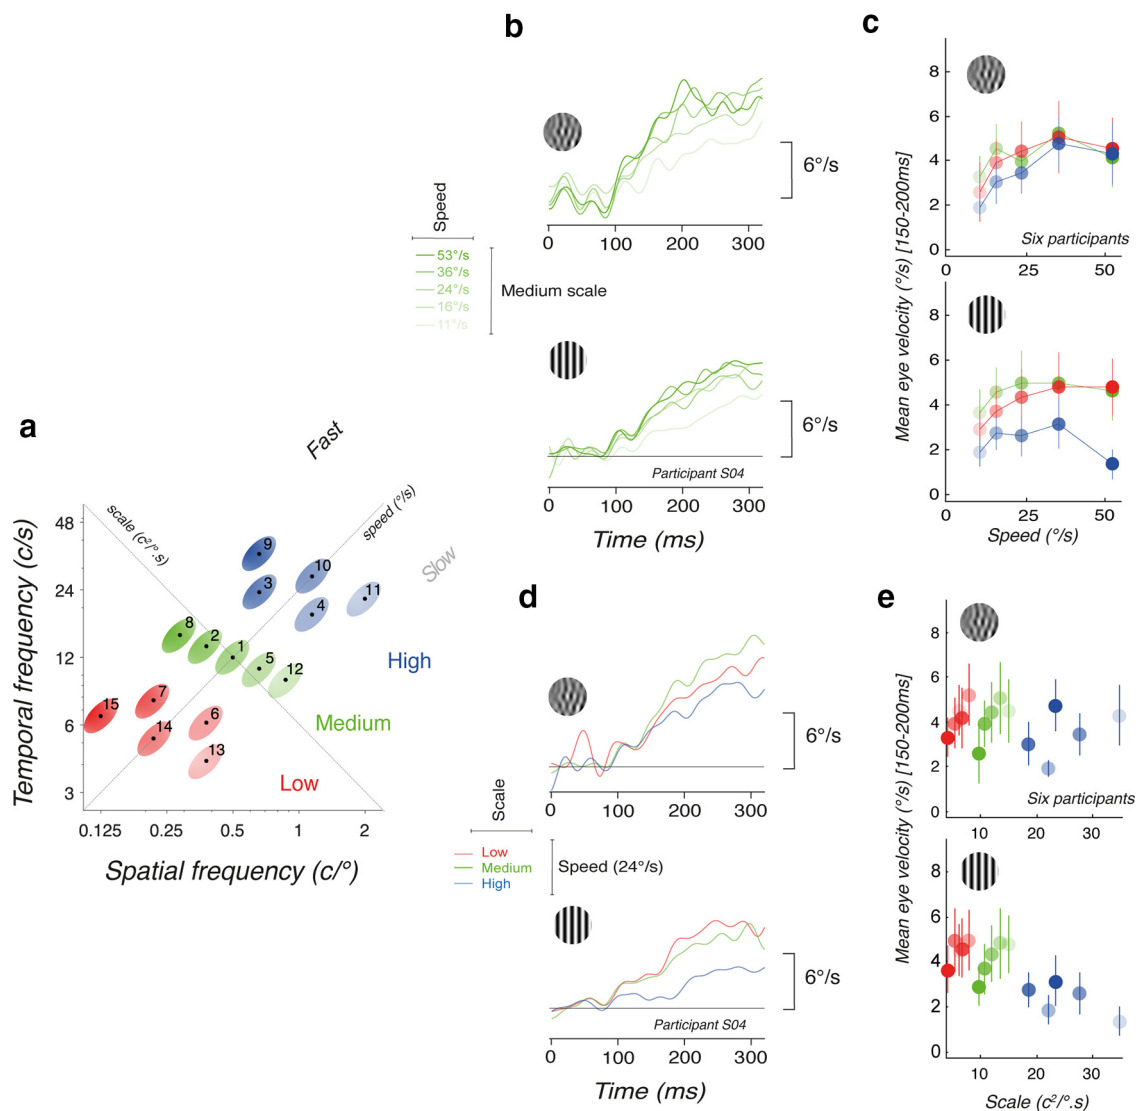 a
Fast
Slow
scale (c²/°.s)
speed (°/s)
Temporal frequency (c/s)
48
24
12
6
3
9
10
3
11
4
8
2
1
5
12
15
7
14
6
13
High
Medium
Low
0.125 0.25 0.5 1 2
Spatial frequency (c/°)
b
Speed
53°/s
36°/s
24°/s
16°/s
11°/s
Medium scale
6°/s
0 100 200 300
6°/s
Participant S04
0 100 200 300
Time (ms)
c
Mean eye velocity (°/s) [150-200ms]
8
6
4
2
0
Six participants
0 25 50
8
6
4
2
0
0 25 50
Speed (°/s)
d
Scale
Low
Medium
High
Speed (24°/s)
6°/s
0 100 200 300
6°/s
Participant S04
0 100 200 300
Time (ms)
e
Mean eye velocity (°/s) [150-200ms]
8
6
4
2
0
Six participants
10 20 30
8
6
4
2
0
10 20 30
Scale (c²/°.s)